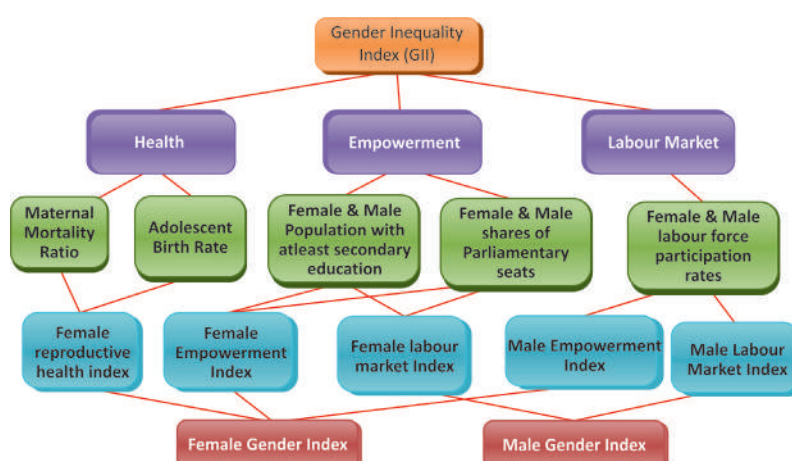 Gender Inequality
Index (GII)
Health
Empowerment
Labour Market
Maternal
Mortality
Ratio
Adolescent
Birth Rate
Female & Male
Population with
atleast secondary
education
Female & Male
shares of
Parliamentary
seats
Female & Male
labour force
participation
rates
Female
reproductive
health index
Female
Empowerment
Index
Female labour
market Index
Male Empowerment
Index
Male Labour
Market Index
Female Gender Index
Male Gender Index